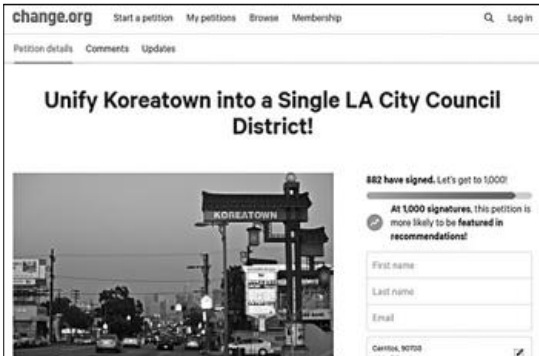 change.org Start a petition My petitions Browse Membership Log in
Petition details Comments Updates
Unify Koreatown into a Single LA City Council
District!
882 have signed. Let's get to 1,000!
At 1,000 signatures, this petition is
more likely to be featured in
recommendations!
KOREATOWN
First name
Last name
Email
Cerritos, 90703